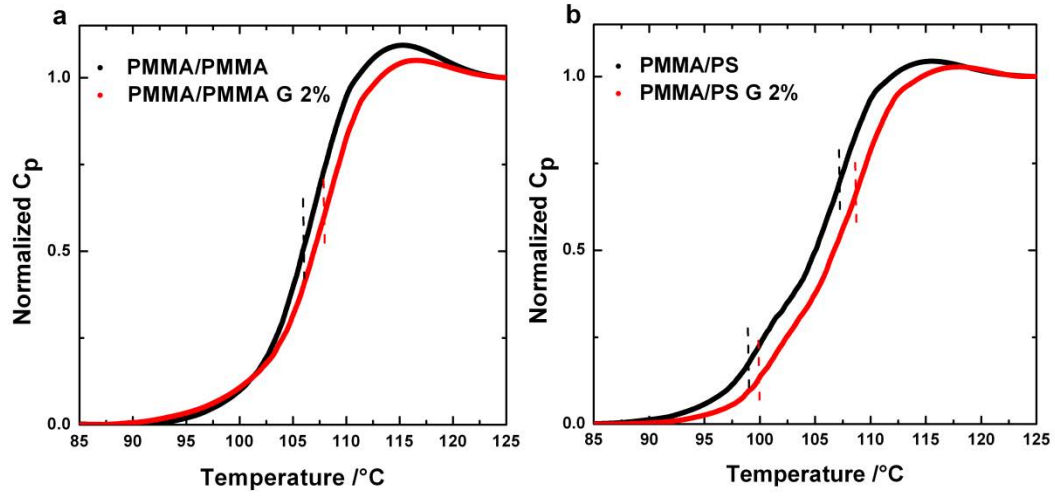 a
PMMA/PMMA
PMMA/PMMA G 2%
Normalized Cp
1.0
0.5
0.0
85 90 95 100 105 110 115 120 125
Temperature /°C
b
PMMA/PS
PMMA/PS G 2%
Normalized Cp
1.0
0.5
0.0
85 90 95 100 105 110 115 120 125
Temperature /°C